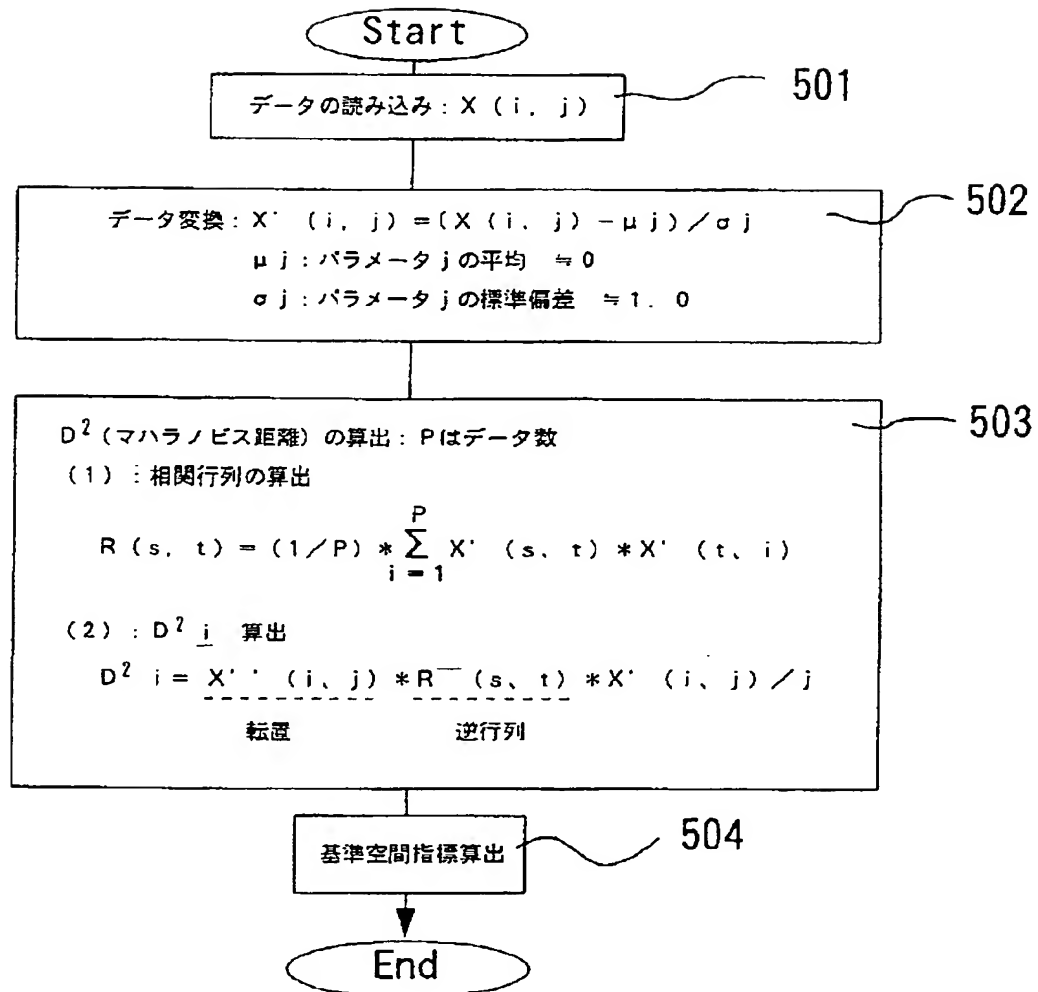 Start
データの読み込み：X（i，j）
501
データ変換：X'（i，j）＝(X（i，j）－μj)／σj
μj：パラメータjの平均 ≒0
σj：パラメータjの標準偏差 ≒1．0
502
D²（マハラノビス距離）の算出：Pはデータ数
（1）：相関行列の算出
P
R（s，t）＝（1／P）＊Σ X'（s、t）＊X'（t、i）
i＝1
（2）：D² i 算出
D² i＝X''（i、j）＊R‾（s、t）＊X'（i、j）／j
転置 逆行列
503
基準空間指標算出
504
End